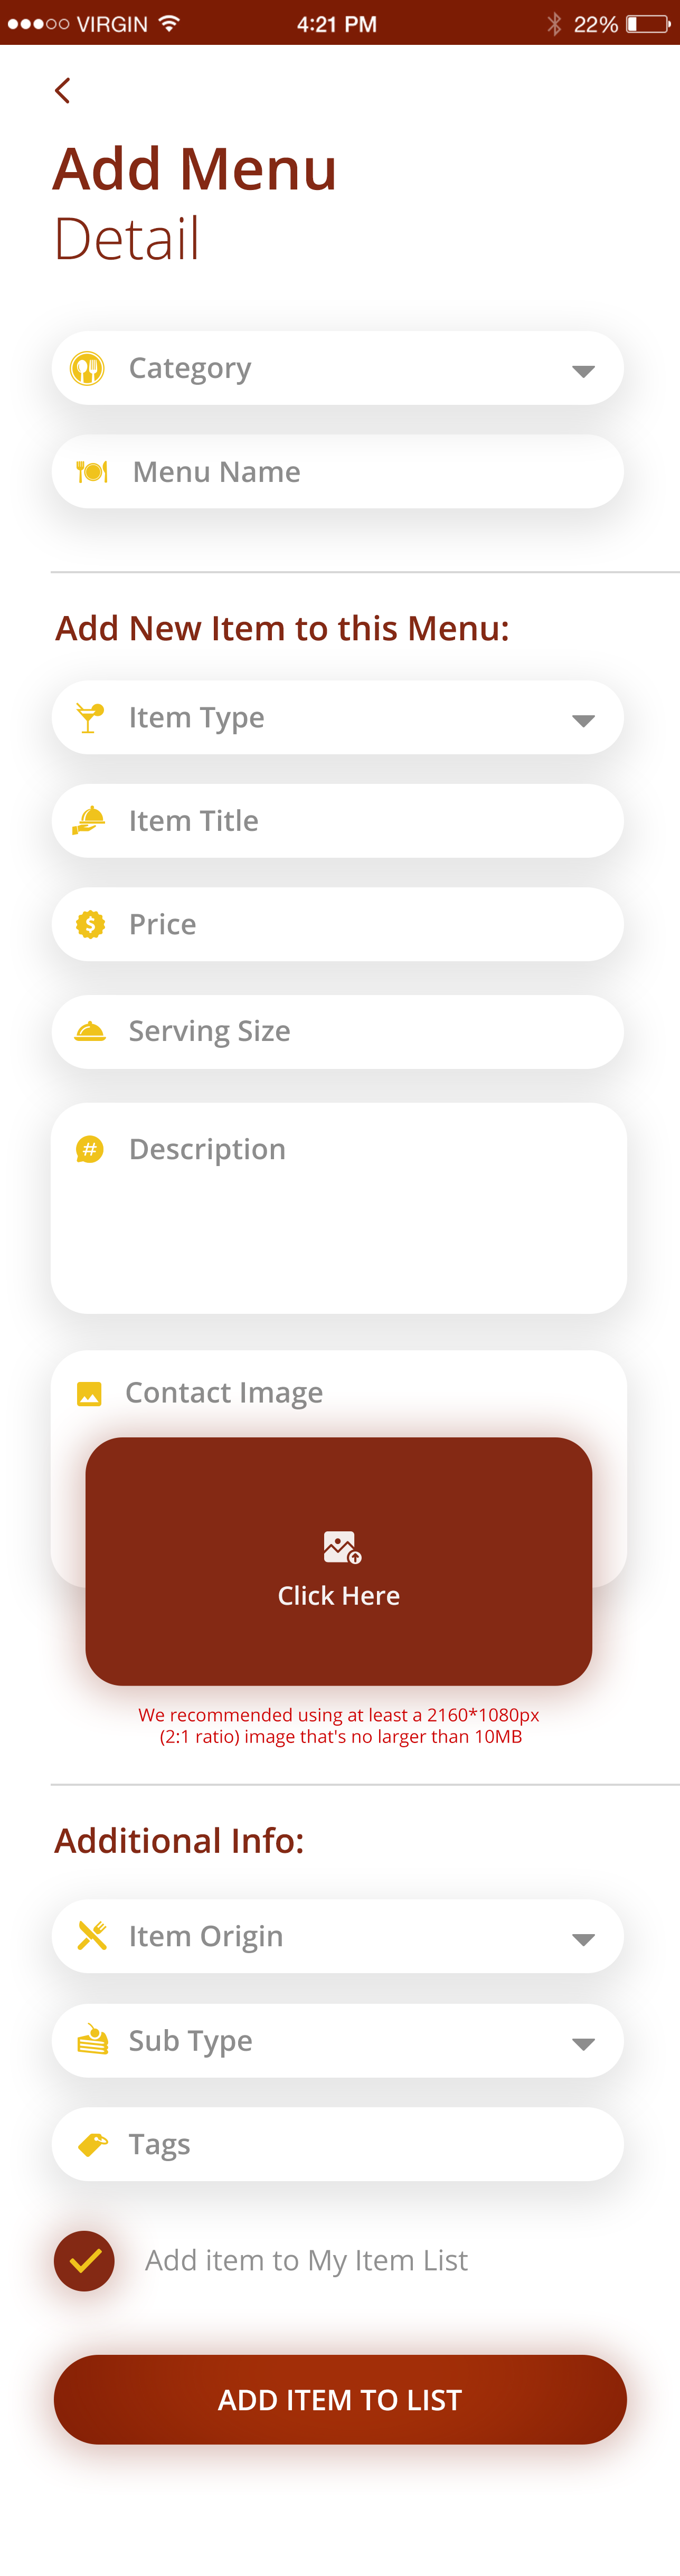 VIRGIN 4:21 PM 22%
Add Menu
Detail
Category
Menu Name
Add New Item to this Menu:
Item Type
Item Title
$ Price
Serving Size
# Description
Contact Image
Click Here
We recommended using at least a 2160*1080px
(2:1 ratio) image that's no larger than 10MB
Additional Info:
Item Origin
Sub Type
Tags
Add item to My Item List
ADD ITEM TO LIST